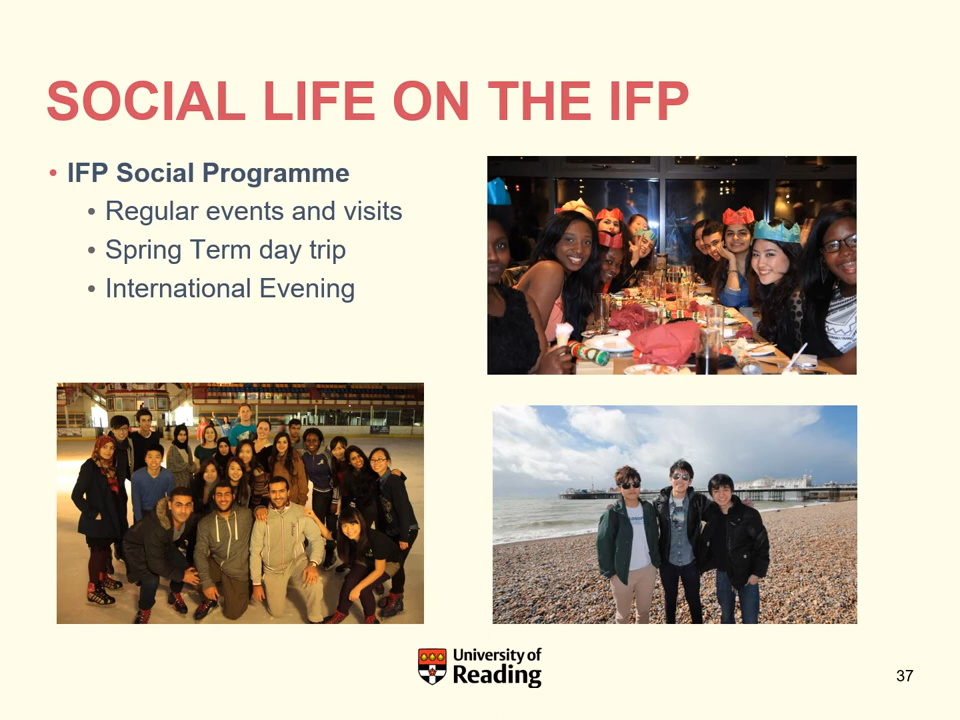 SOCIAL LIFE ON THE IFP
• IFP Social Programme
• Regular events and visits
• Spring Term day trip
• International Evening
University of
Reading
37